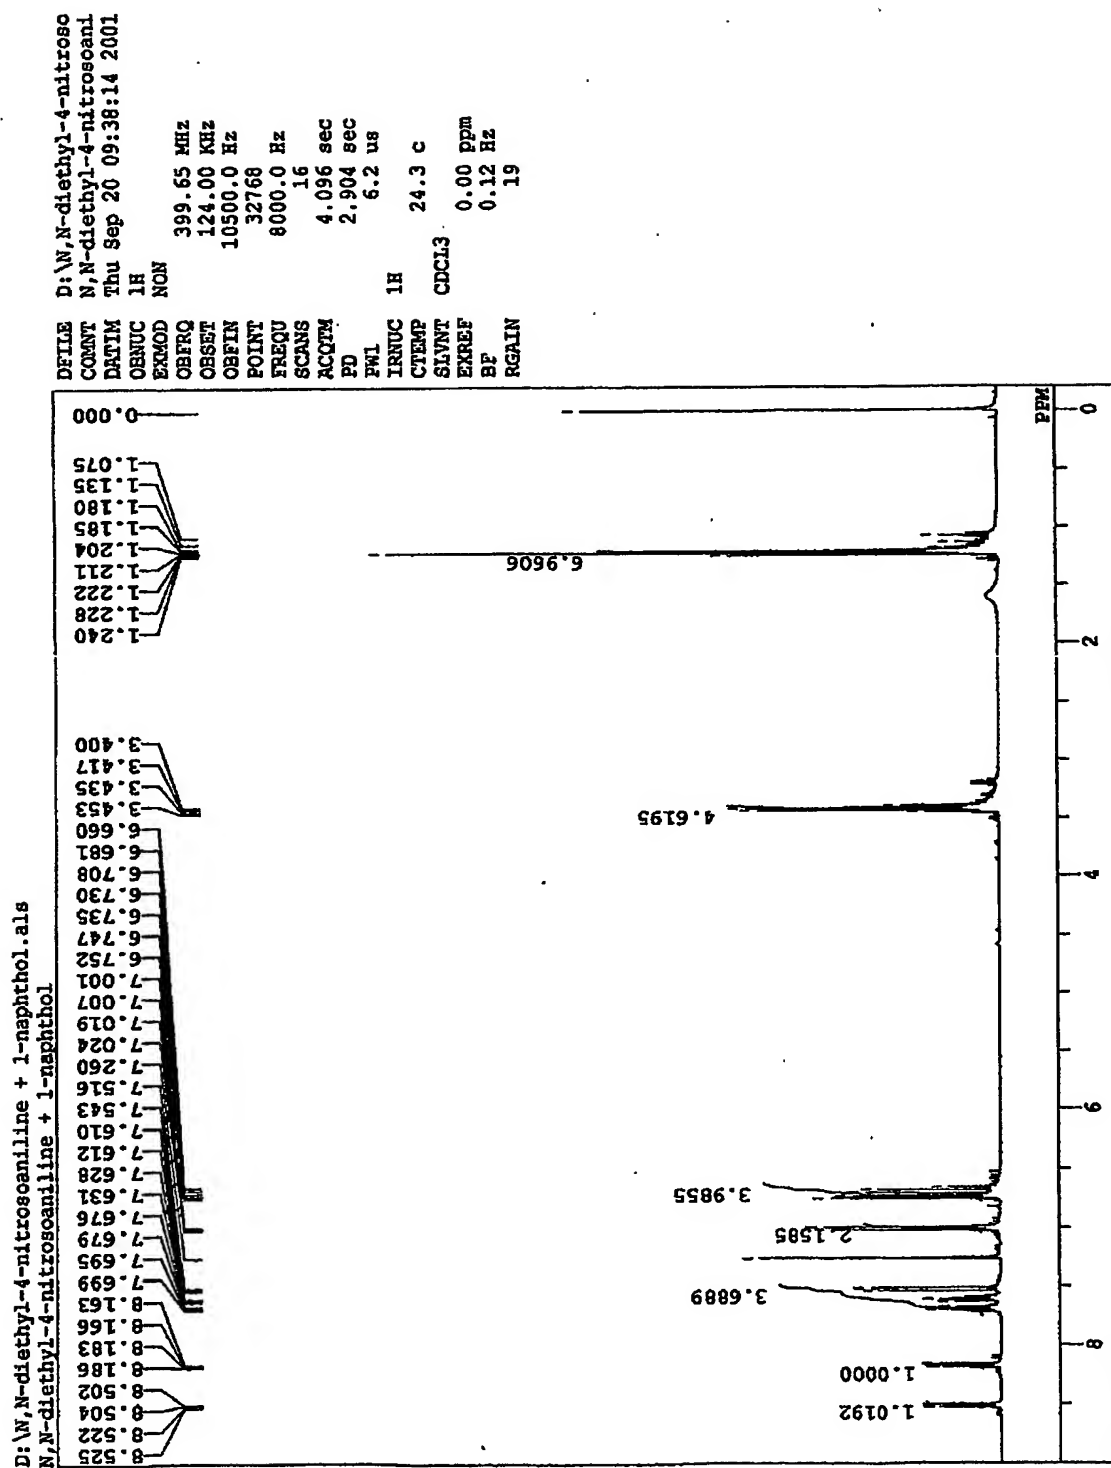 D:\N,N-diethyl-4-nitrosoaniline + 1-naphthol.als
N,N-diethyl-4-nitrosoaniline + 1-naphthol
DFILE D:\N,N-diethyl-4-nitroso
COMNT N,N-diethyl-4-nitrosoani
DATIM Thu Sep 20 09:38:14 2001
OBNUC 1H
EXMOD NON
OBFRQ 399.65 MHz
OBSET 124.00 KHz
OBFIN 10500.0 Hz
POINT 32768
FREQU 8000.0 Hz
SCANS 16
ACQTM 4.096 sec
PD 2.904 sec
PW1 6.2 us
IRNUC 1H
CTEMP 24.3 c
SLVNT CDCL3
EXREF 0.00 ppm
BF 0.12 Hz
RGAIN 19
8.525
8.522
8.504
8.502
8.186
8.183
8.166
8.163
7.699
7.695
7.679
7.676
7.631
7.628
7.612
7.610
7.543
7.516
7.260
7.024
7.019
7.007
7.001
6.752
6.747
6.735
6.730
6.708
6.681
6.660
3.453
3.435
3.417
3.400
1.240
1.228
1.222
1.211
1.204
1.185
1.180
1.135
1.075
0.000
1.0192
1.0000
3.6889
2.1585
3.9855
4.6195
6.9606
8
6
4
2
0
PPM